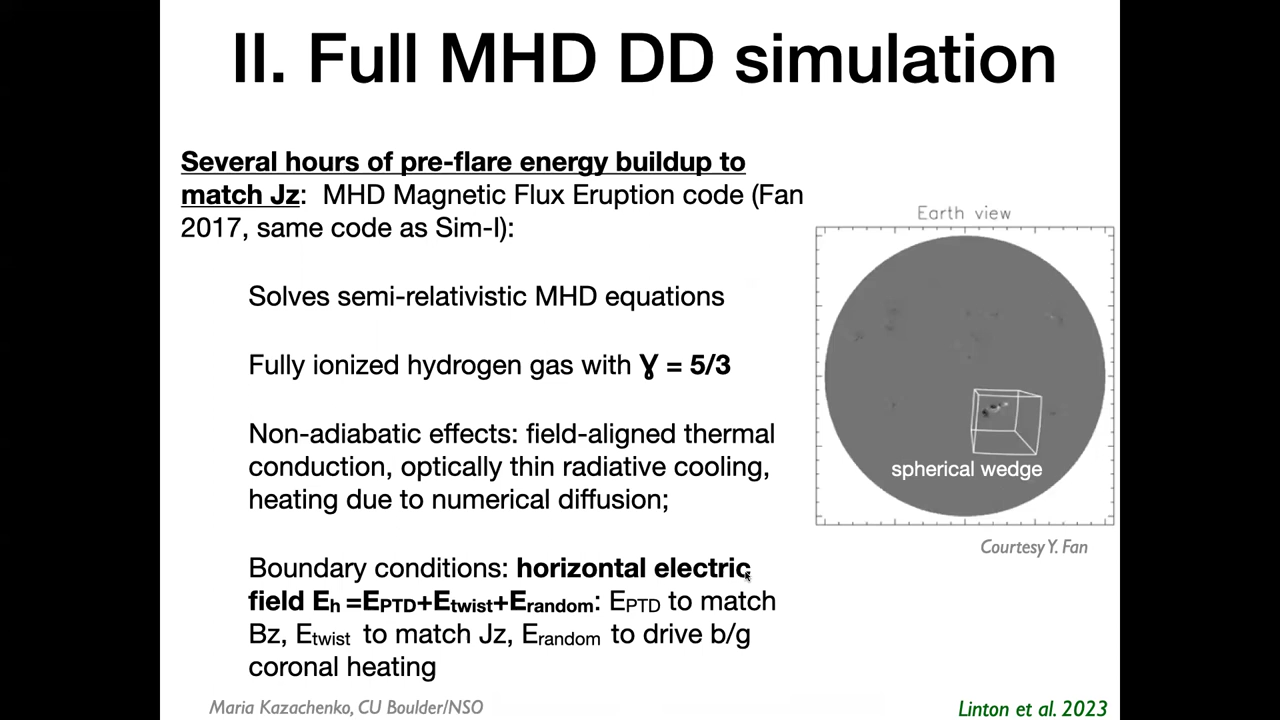 II. Full MHD DD simulation
Several hours of pre-flare energy buildup to
match Jz: MHD Magnetic Flux Eruption code (Fan
2017, same code as Sim-I):
Solves semi-relativistic MHD equations
Fully ionized hydrogen gas with Ɣ = 5/3
Non-adiabatic effects: field-aligned thermal
conduction, optically thin radiative cooling,
heating due to numerical diffusion;
Boundary conditions: horizontal electric
field Eh =EPTD+Etwist+Erandom: EPTD to match
Bz, Etwist to match Jz, Erandom to drive b/g
coronal heating
Earth view
spherical wedge
Courtesy Y. Fan
Maria Kazachenko, CU Boulder/NSO
Linton et al. 2023